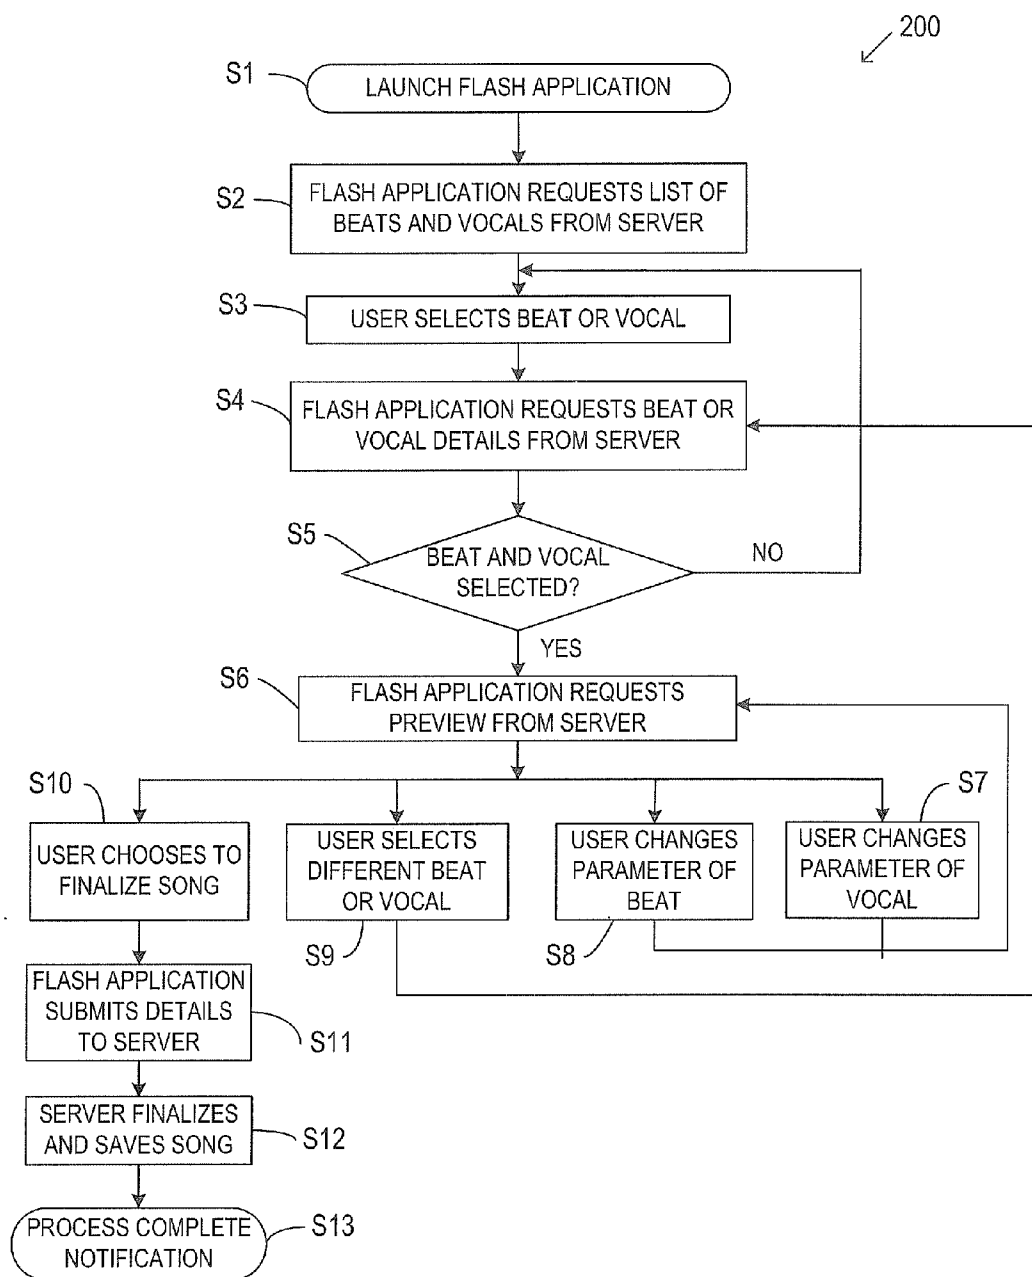 200
S1
LAUNCH FLASH APPLICATION
S2
FLASH APPLICATION REQUESTS LIST OF
BEATS AND VOCALS FROM SERVER
S3
USER SELECTS BEAT OR VOCAL
S4
FLASH APPLICATION REQUESTS BEAT OR
VOCAL DETAILS FROM SERVER
S5
BEAT AND VOCAL
SELECTED?
NO
YES
S6
FLASH APPLICATION REQUESTS
PREVIEW FROM SERVER
S10
USER CHOOSES TO
FINALIZE SONG
USER SELECTS
DIFFERENT BEAT
OR VOCAL
S9
USER CHANGES
PARAMETER OF
BEAT
S8
S7
USER CHANGES
PARAMETER OF
VOCAL
FLASH APPLICATION
SUBMITS DETAILS
TO SERVER
S11
SERVER FINALIZES
AND SAVES SONG
S12
PROCESS COMPLETE
NOTIFICATION
S13